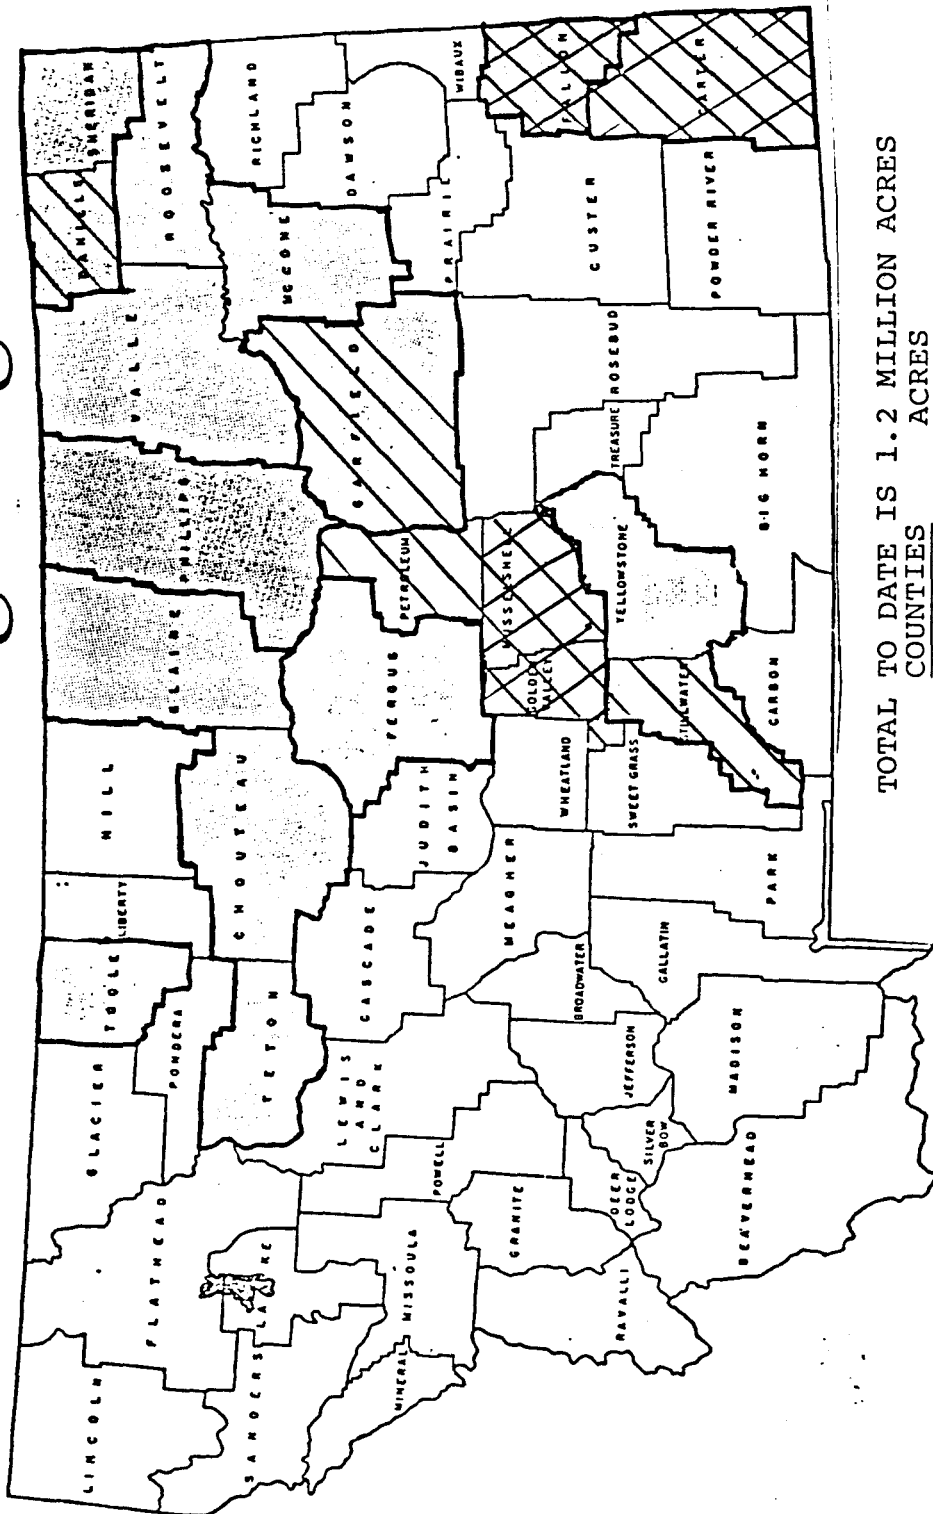 LINCOLN
FLATHEAD
GLACIER
TOOLE
LIBERTY
HILL
BLAINE
PHILLIPS
VALLEY
DANIELS
SHERIDAN
ROOSEVELT
PONDERA
TETON
CHOUTEAU
SANDERS
LAKE
LEWIS
AND
CLARK
CASCADE
JUDITH
BASIN
FERGUS
PETROLEUM
GARFIELD
MCCONE
RICHLAND
DAWSON
WIBAUX
PRAIRIE
MINERAL
MISSOULA
POWELL
GRANITE
RAVALLI
DEER
LODGE
SILVER
BOW
JEFFERSON
BROADWATER
MEAGHER
WHEATLAND
GOLDEN
VALLEY
MUSSELSHELL
TREASURE
ROSEBUD
CUSTER
FALLON
BEAVERHEAD
MADISON
GALLATIN
PARK
SWEET GRASS
STILLWATER
YELLOWSTONE
CARBON
BIG HORN
POWDER RIVER
CARTER
TOTAL TO DATE IS 1.2 MILLION ACRES
COUNTIES ACRES